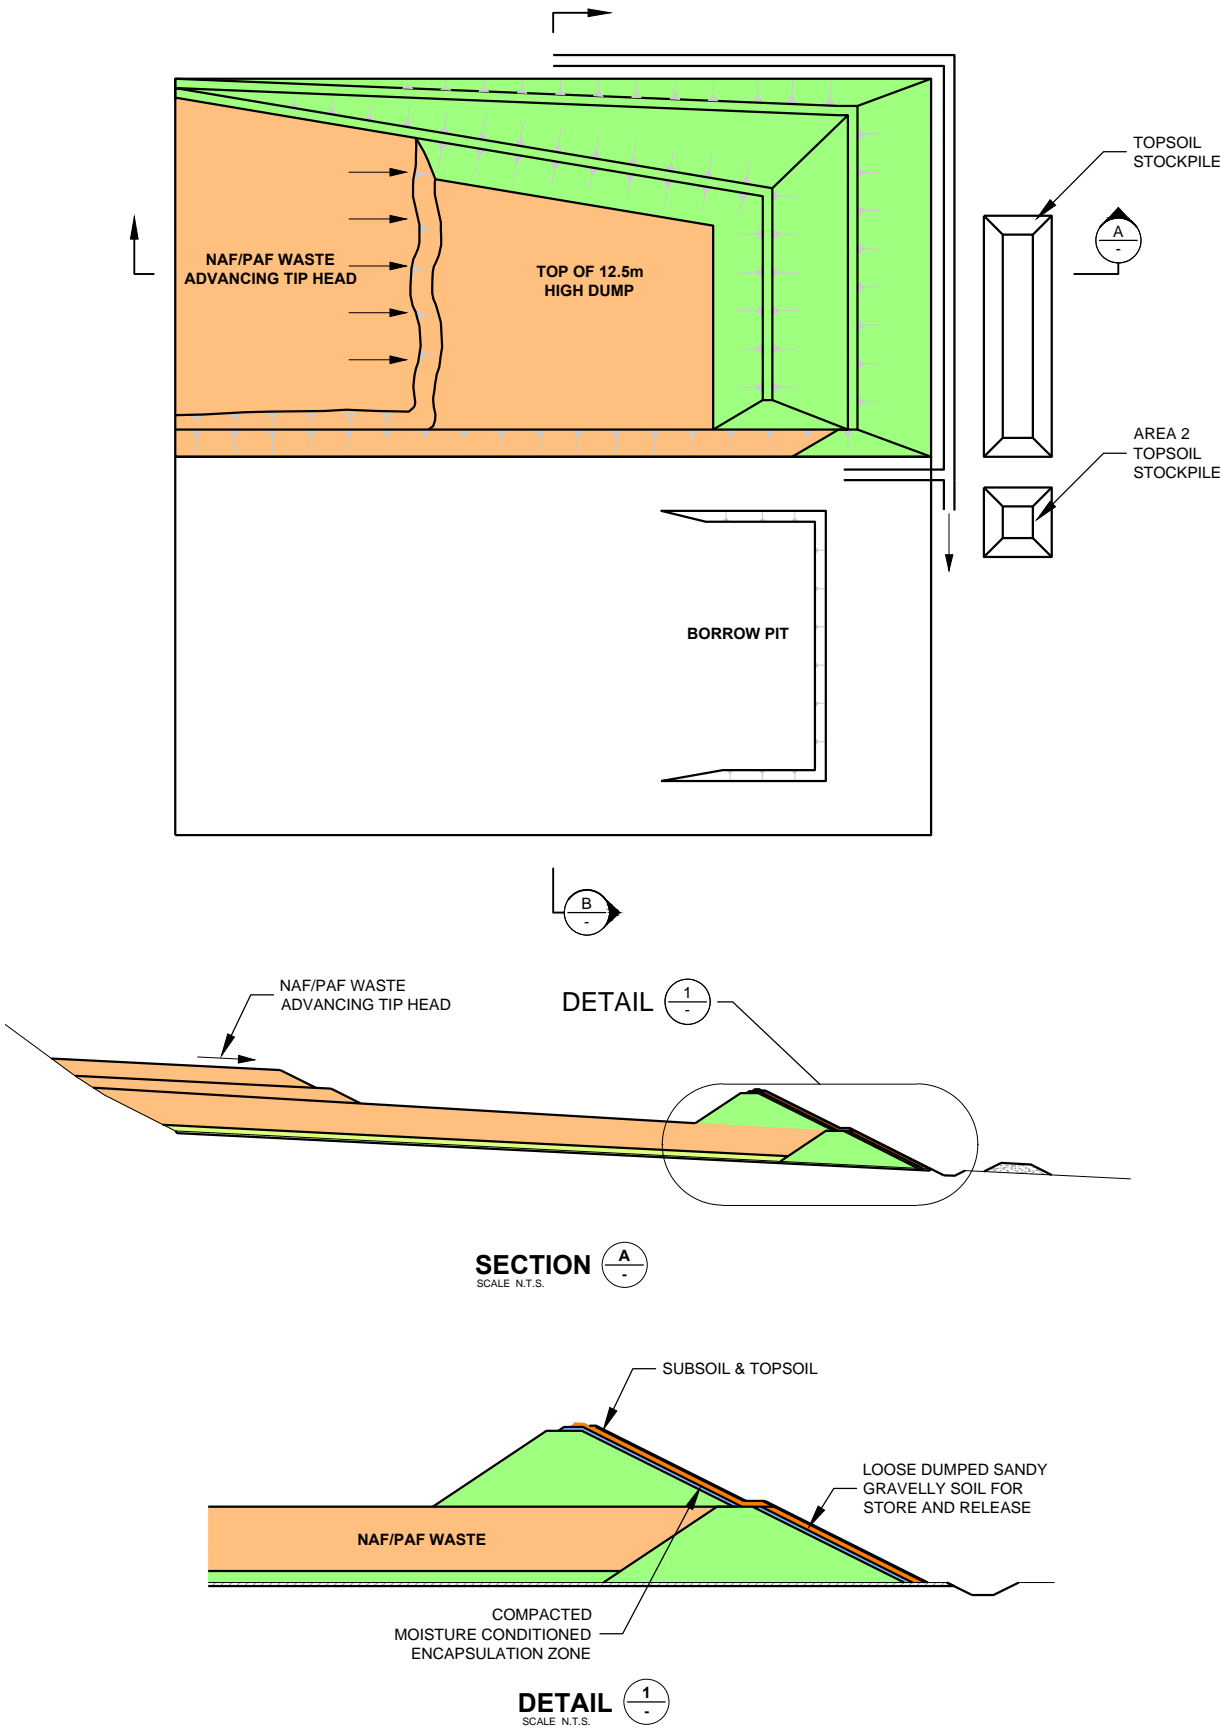 TOPSOIL
STOCKPILE
A
-
NAF/PAF WASTE
ADVANCING TIP HEAD
TOP OF 12.5m
HIGH DUMP
AREA 2
TOPSOIL
STOCKPILE
BORROW PIT
B
-
NAF/PAF WASTE
ADVANCING TIP HEAD
DETAIL 1
-
SECTION A
-
SCALE N.T.S.
SUBSOIL & TOPSOIL
LOOSE DUMPED SANDY
GRAVELLY SOIL FOR
STORE AND RELEASE
NAF/PAF WASTE
COMPACTED
MOISTURE CONDITIONED
ENCAPSULATION ZONE
DETAIL 1
-
SCALE N.T.S.